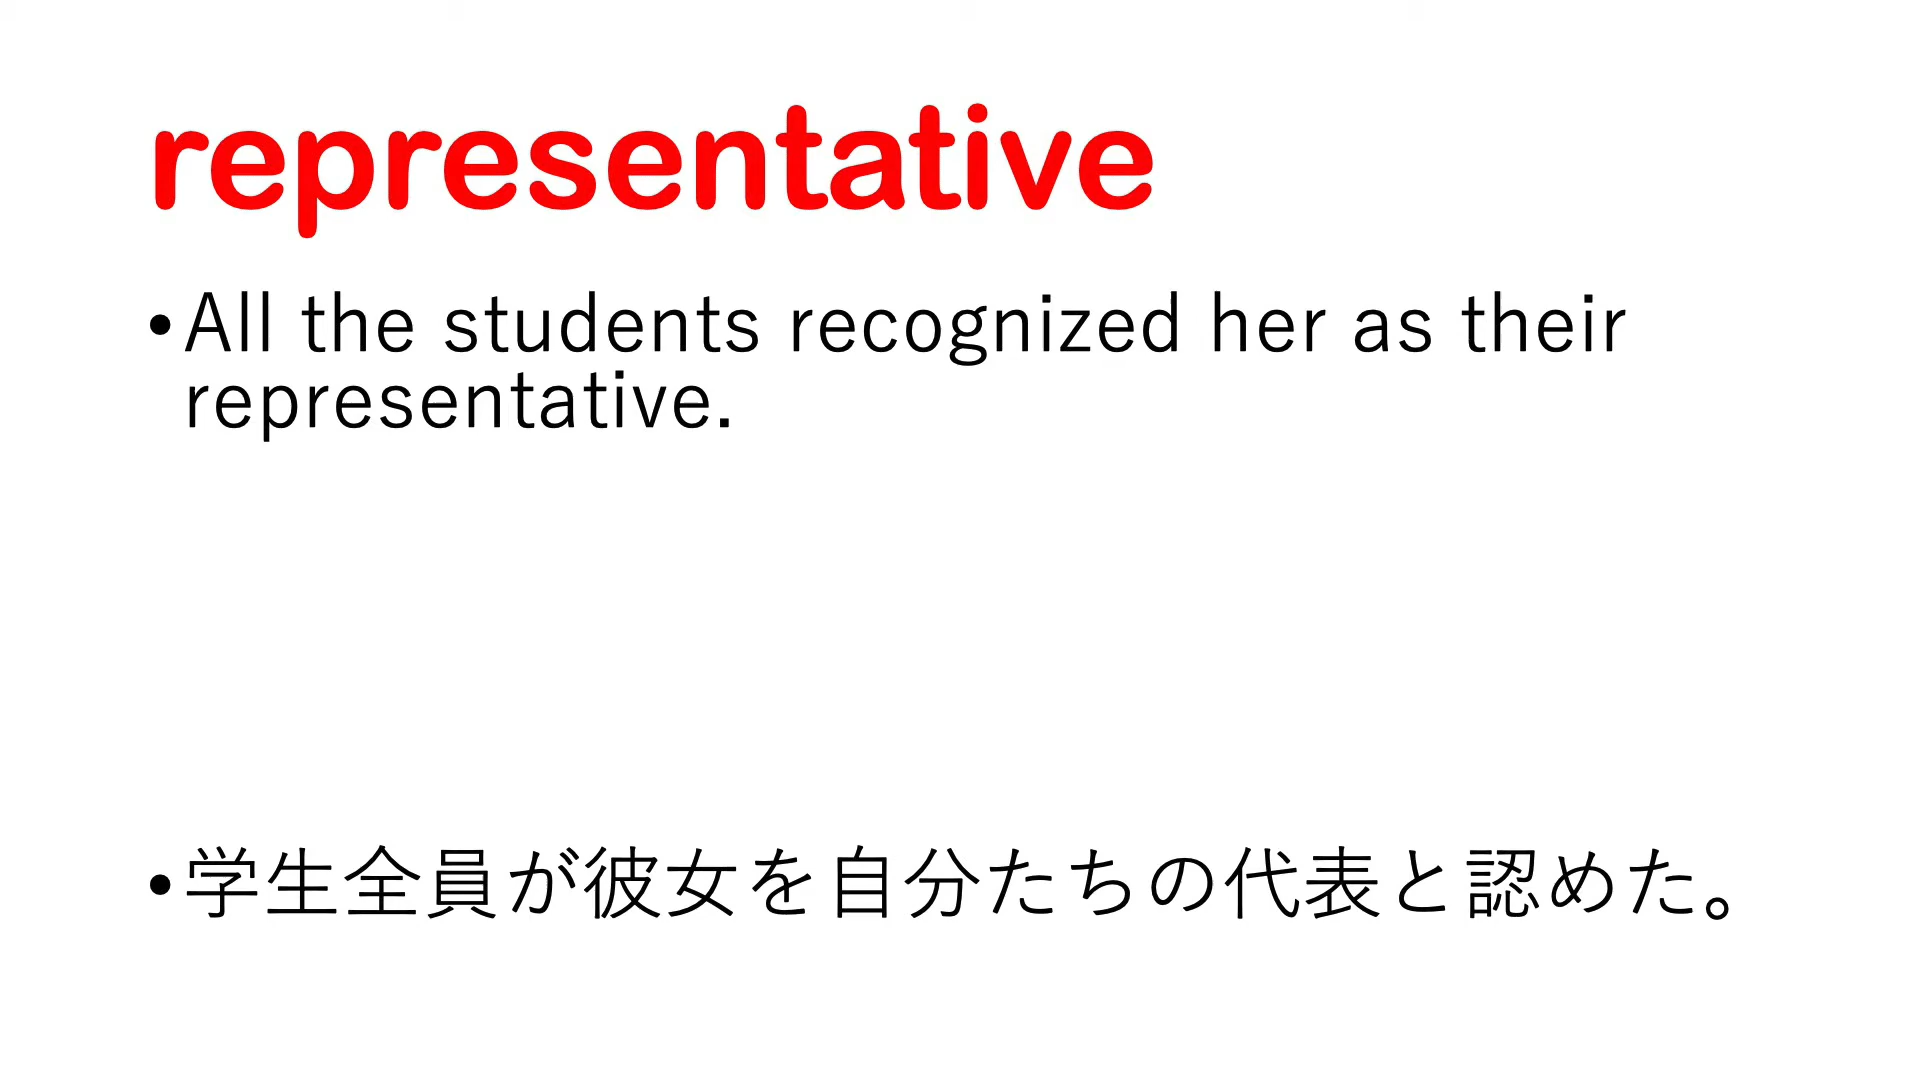 representative
•All the students recognized her as their
representative.
•学生全員が彼女を自分たちの代表と認めた。